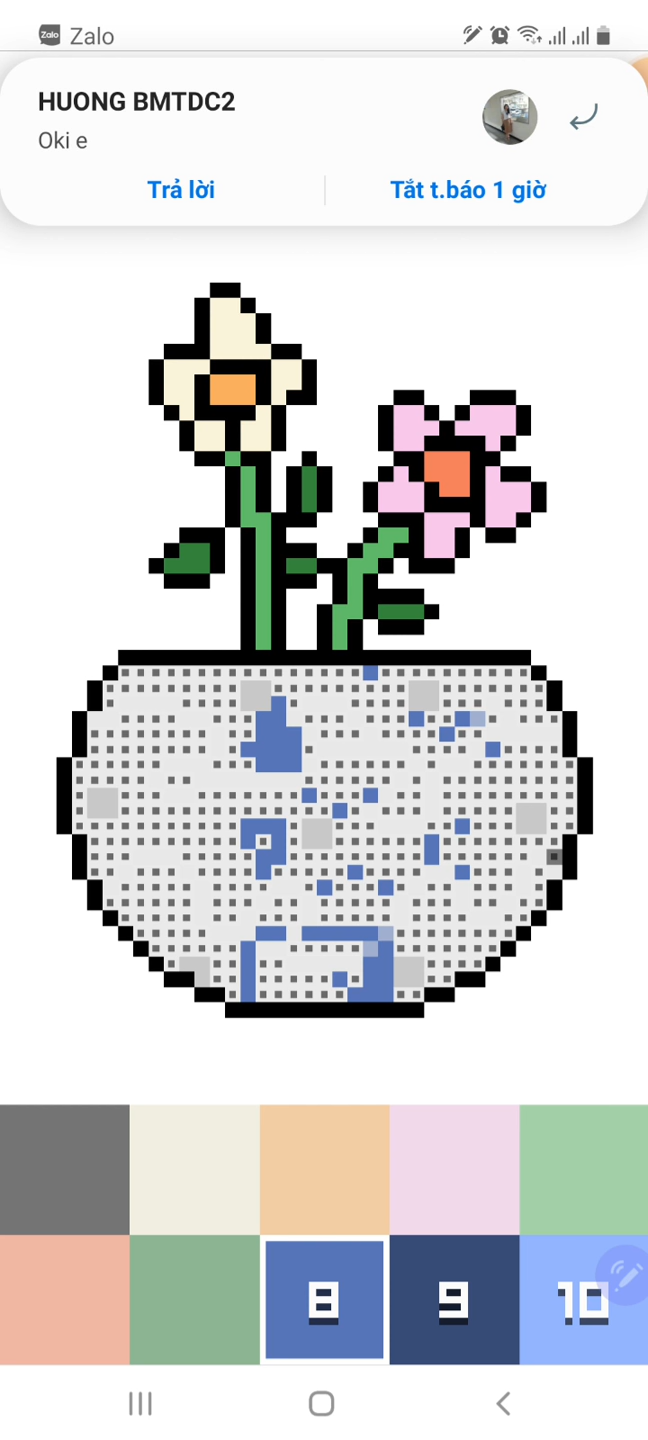 Zalo Zalo
HUONG BMTDC2
Oki e
Trả lời
Tắt t.báo 1 giờ
8 9 10